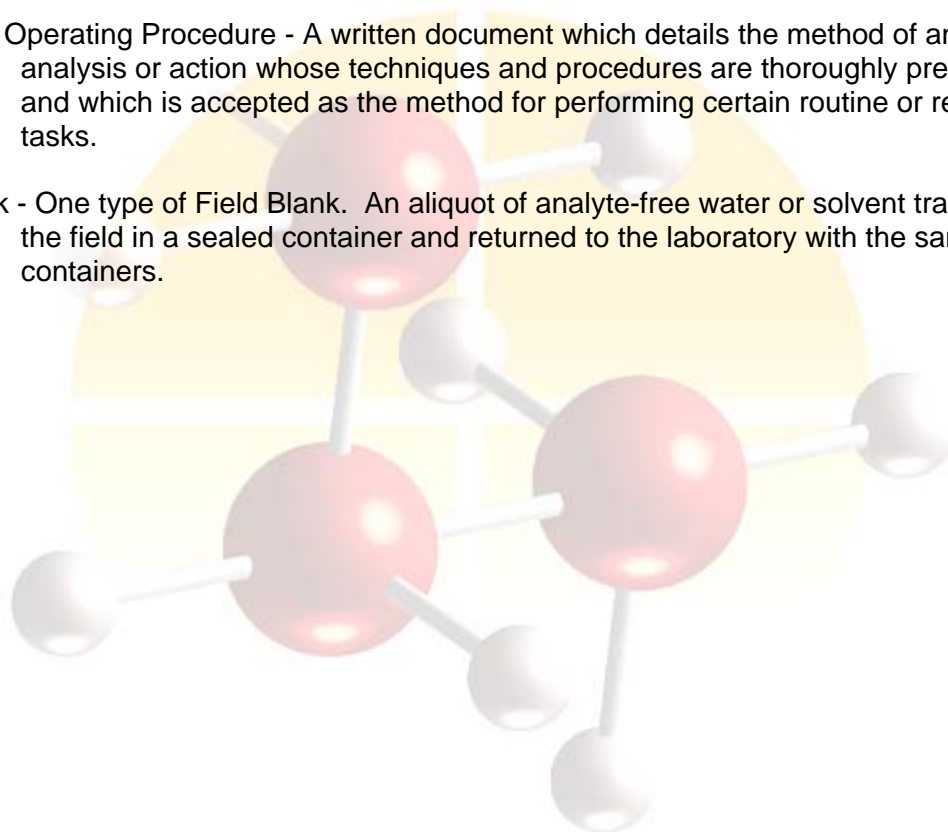 Operating Procedure - A written document which details the method of an
analysis or action whose techniques and procedures are thoroughly pre
and which is accepted as the method for performing certain routine or re
tasks.
k - One type of Field Blank. An aliquot of analyte-free water or solvent tra
the field in a sealed container and returned to the laboratory with the sa
containers.